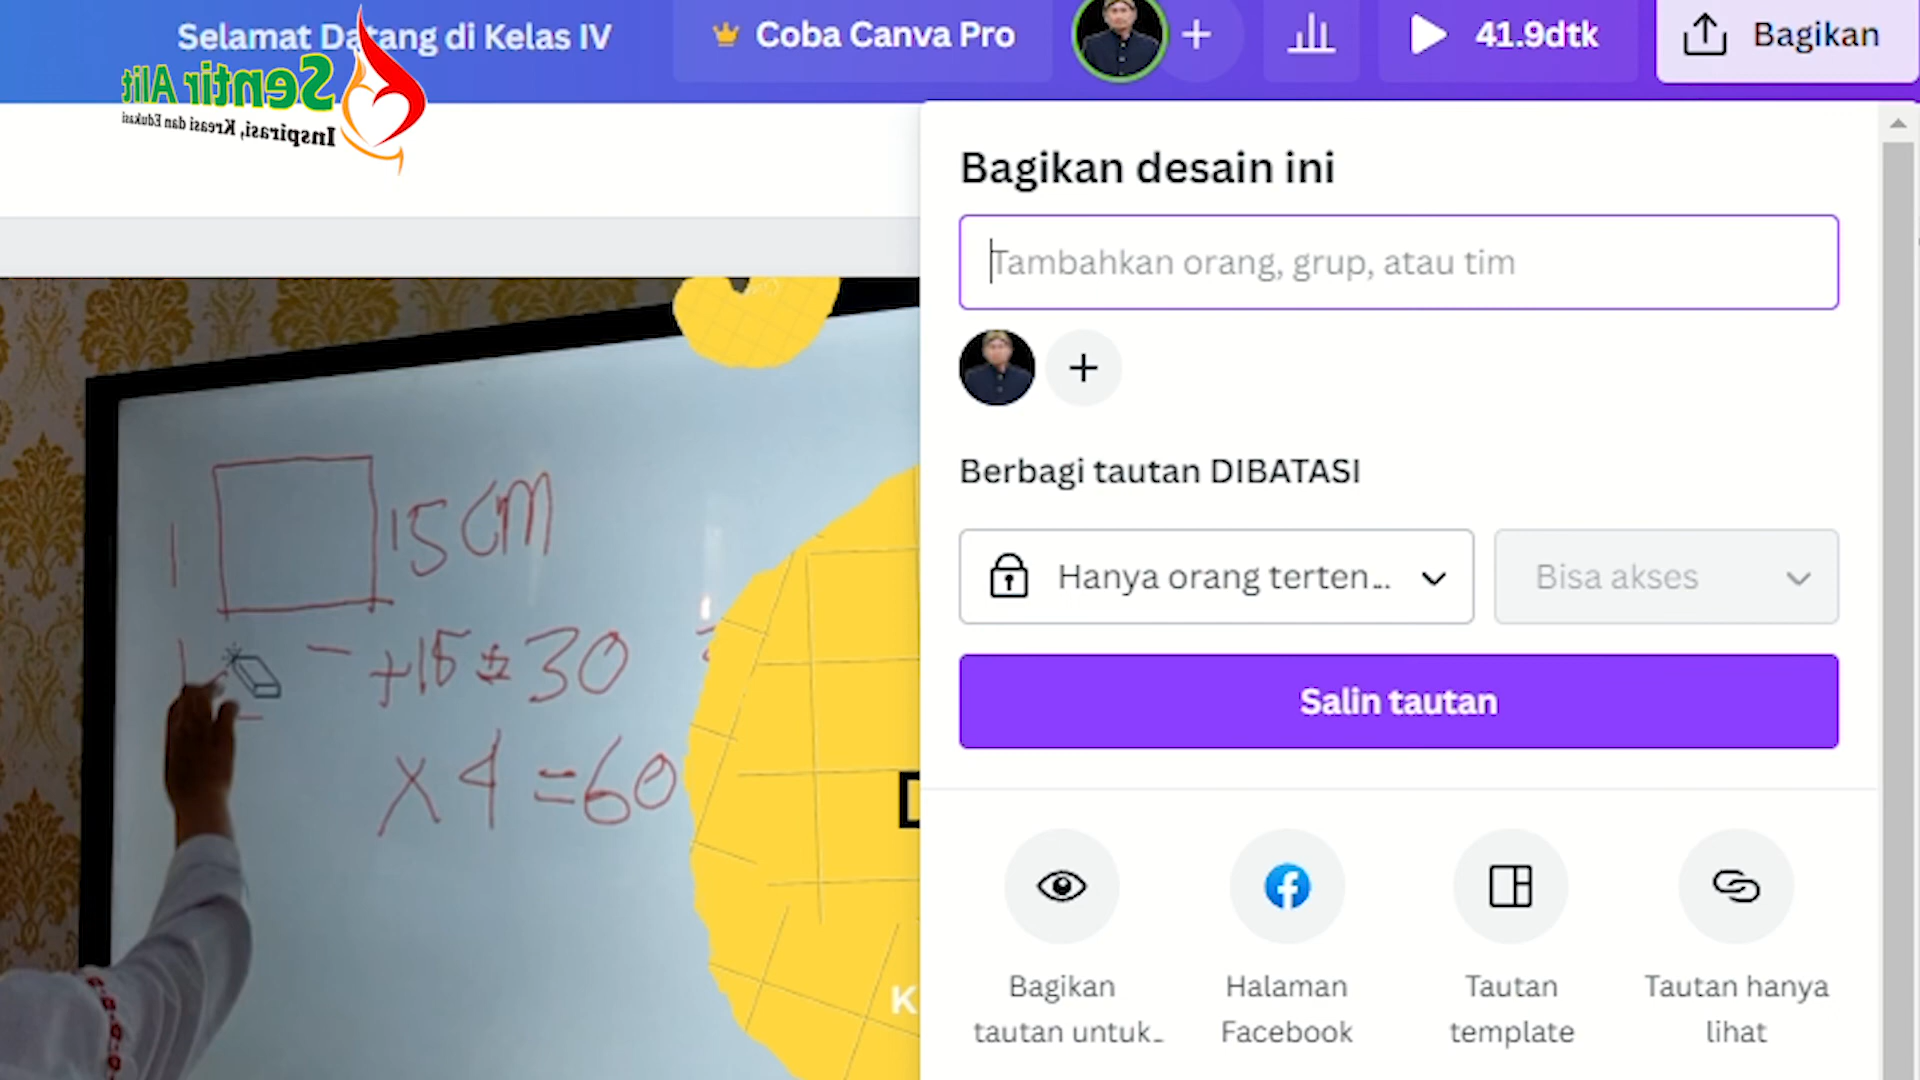 Selamat Datang di Kelas IV
Coba Canva Pro
41.9dtk
Bagikan
Sentir Alit
Inspirasi, Kreasi dan Edukasi
Bagikan desain ini
Tambahkan orang, grup, atau tim
Berbagi tautan DIBATASI
Hanya orang terten...
Bisa akses
Salin tautan
Bagikan tautan untuk...
Halaman Facebook
Tautan template
Tautan hanya lihat
15 CM
+15 = 30
x 4 = 60
K